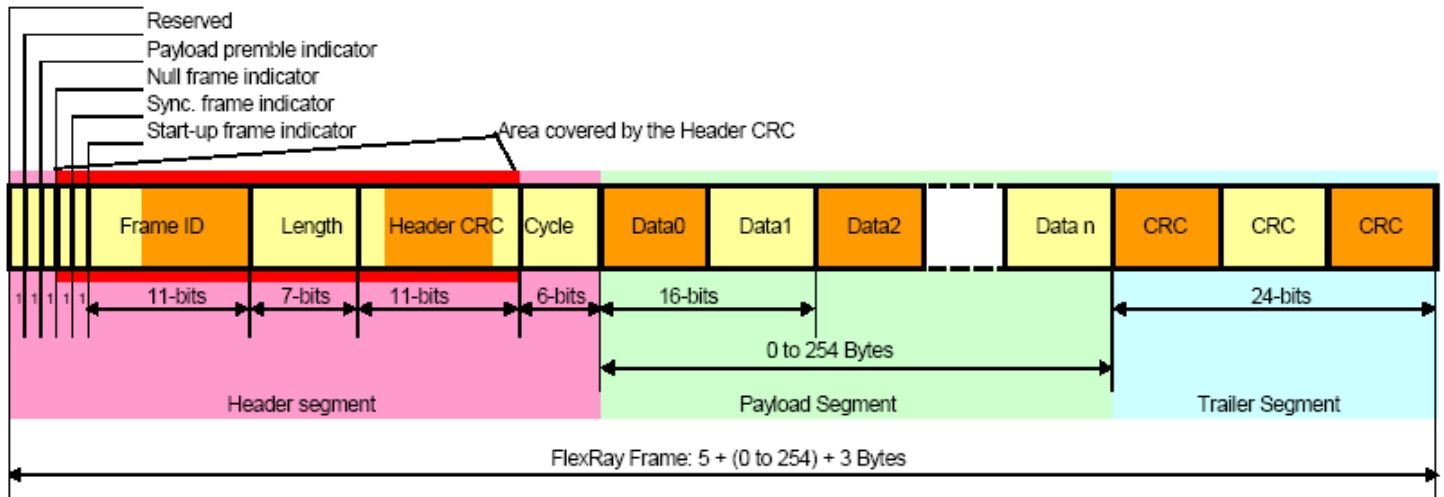 Reserved
Payload premble indicator
Null frame indicator
Sync. frame indicator
Start-up frame indicator
Area covered by the Header CRC
Frame ID Length Header CRC Cycle Data0 Data1 Data2 Data n CRC CRC CRC
1 1 1 1 1 11-bits 7-bits 11-bits 6-bits 16-bits 24-bits
0 to 254 Bytes
Header segment Payload Segment Trailer Segment
FlexRay Frame: 5 + (0 to 254) + 3 Bytes